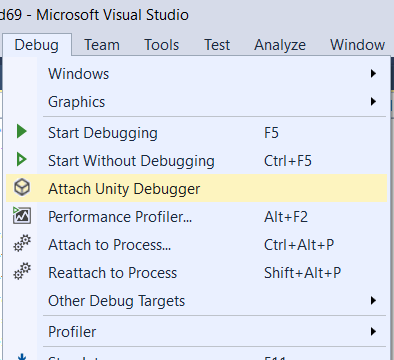 d69 - Microsoft Visual Studio
Debug Team Tools Test Analyze Window
Windows
Graphics
Start Debugging F5
Start Without Debugging Ctrl+F5
Attach Unity Debugger
Performance Profiler... Alt+F2
Attach to Process... Ctrl+Alt+P
Reattach to Process Shift+Alt+P
Other Debug Targets
Profiler